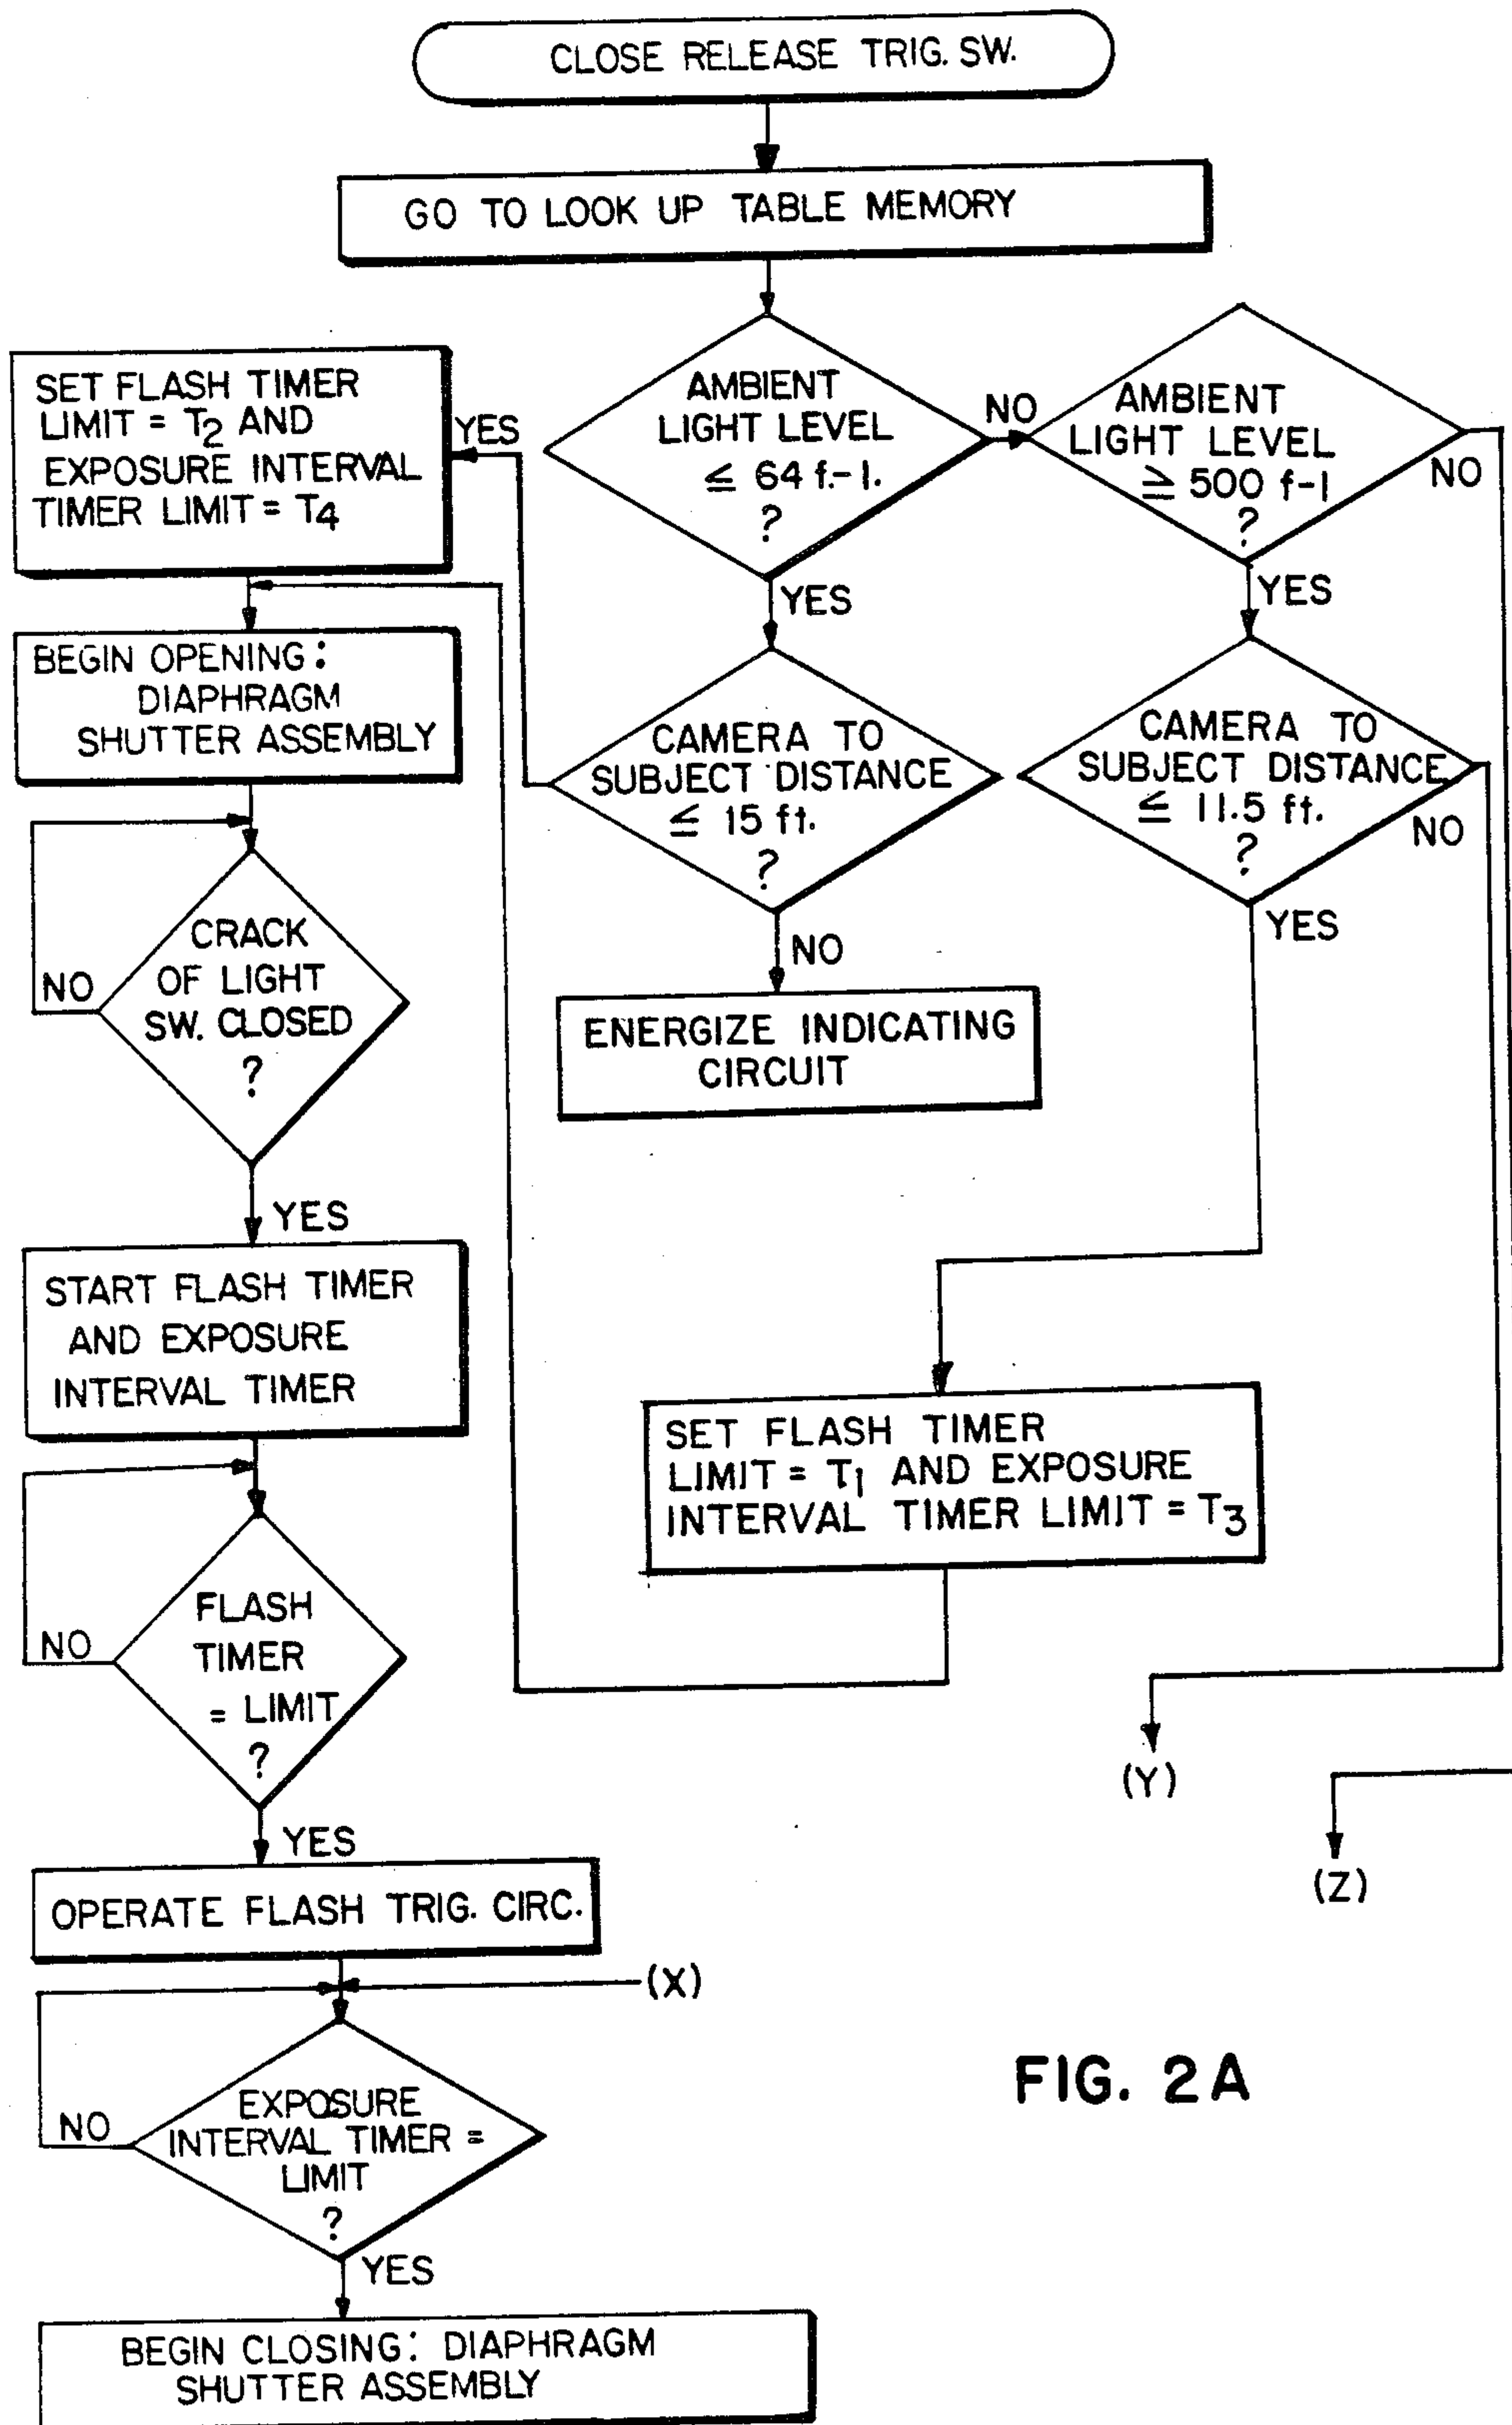 CLOSE RELEASE TRIG. SW.
GO TO LOOK UP TABLE MEMORY
AMBIENT
LIGHT LEVEL
≦ 64 f.-l.
?
NO
YES
AMBIENT
LIGHT LEVEL
≧ 500 f-l
?
NO
YES
CAMERA TO
SUBJECT DISTANCE
≦ 15 ft.
?
YES
NO
CAMERA TO
SUBJECT DISTANCE
≦ 11.5 ft.
?
NO
YES
ENERGIZE INDICATING
CIRCUIT
SET FLASH TIMER
LIMIT = T2 AND
EXPOSURE INTERVAL
TIMER LIMIT = T4
BEGIN OPENING:
DIAPHRAGM
SHUTTER ASSEMBLY
CRACK
OF LIGHT
SW. CLOSED
?
NO
YES
START FLASH TIMER
AND EXPOSURE
INTERVAL TIMER
SET FLASH TIMER
LIMIT = T1 AND EXPOSURE
INTERVAL TIMER LIMIT = T3
FLASH
TIMER
= LIMIT
?
NO
YES
(Y)
(Z)
OPERATE FLASH TRIG. CIRC.
(X)
EXPOSURE
INTERVAL TIMER =
LIMIT
?
NO
YES
BEGIN CLOSING: DIAPHRAGM
SHUTTER ASSEMBLY
FIG. 2A